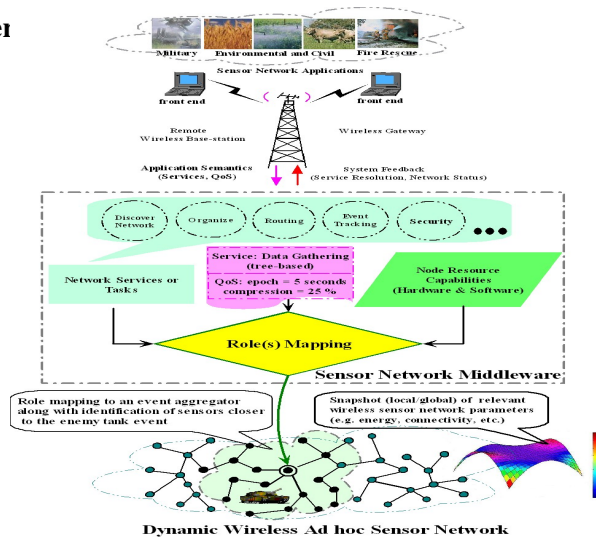 er
Military
Environmental and Civil
Fire Rescue
Sensor Network Applications
front end
front end
Remote
Wireless Base-station
Wireless Gateway
Application Semantics
(Services, QoS)
System Feedback
(Service Resolution, Network Status)
Discover
Network
Organize
Routing
Event
Tracking
Security
Network Services or
Tasks
Service: Data Gathering
(tree-based)
QoS: epoch = 5 seconds
compression = 25 %
Node Resource
Capabilities
(Hardware & Software)
Role(s) Mapping
Sensor Network Middleware
Role mapping to an event aggregator
along with identification of sensors closer
to the enemy tank event
Snapshot (local/global) of relevant
wireless sensor network parameters
(e.g. energy, connectivity, etc.)
Dynamic Wireless Ad hoc Sensor Network